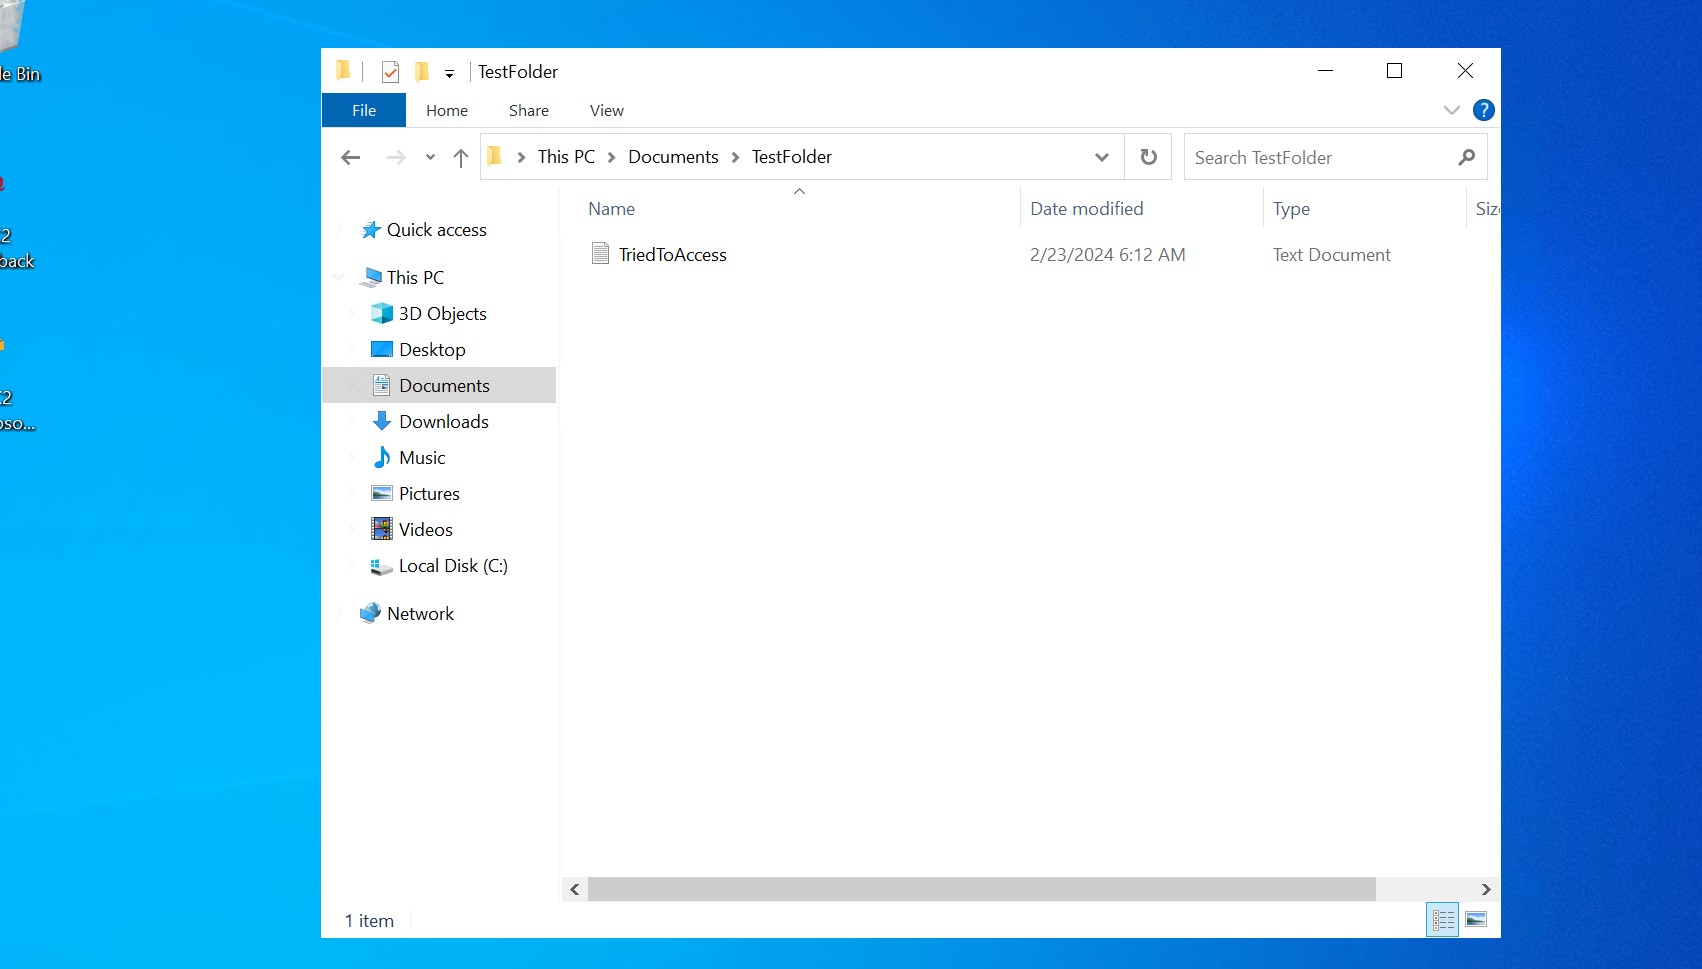 le Bin
2
back
2
oso...
TestFolder
File Home Share View
?
This PC > Documents > TestFolder
Search TestFolder
Name Date modified Type Siz
TriedToAccess 2/23/2024 6:12 AM Text Document
Quick access
This PC
3D Objects
Desktop
Documents
Downloads
Music
Pictures
Videos
Local Disk (C:)
Network
1 item